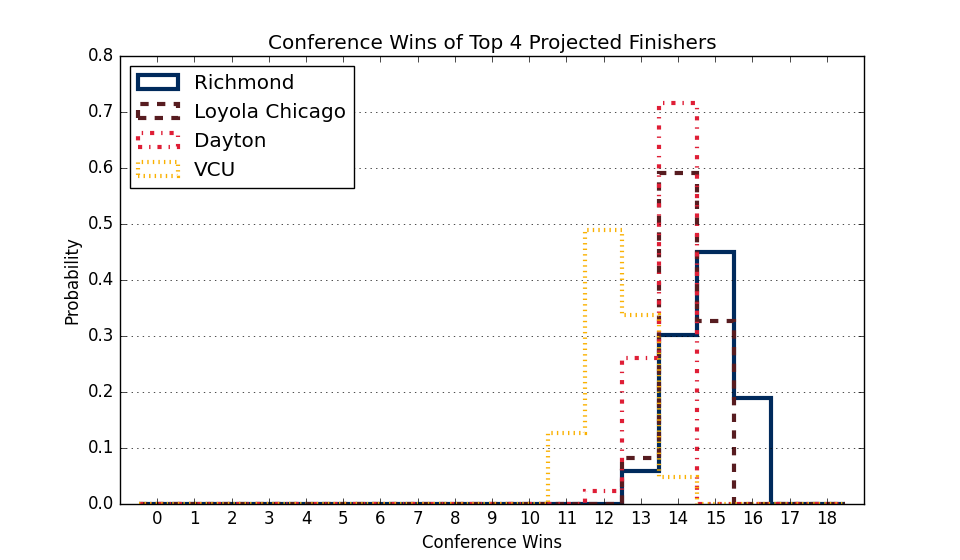 Conference Wins of Top 4 Projected Finishers
0.8
0.7
0.6
0.5
0.4
0.3
0.2
0.1
0.0
Probability
Richmond
Loyola Chicago
Dayton
VCU
0 1 2 3 4 5 6 7 8 9 10 11 12 13 14 15 16 17 18
Conference Wins